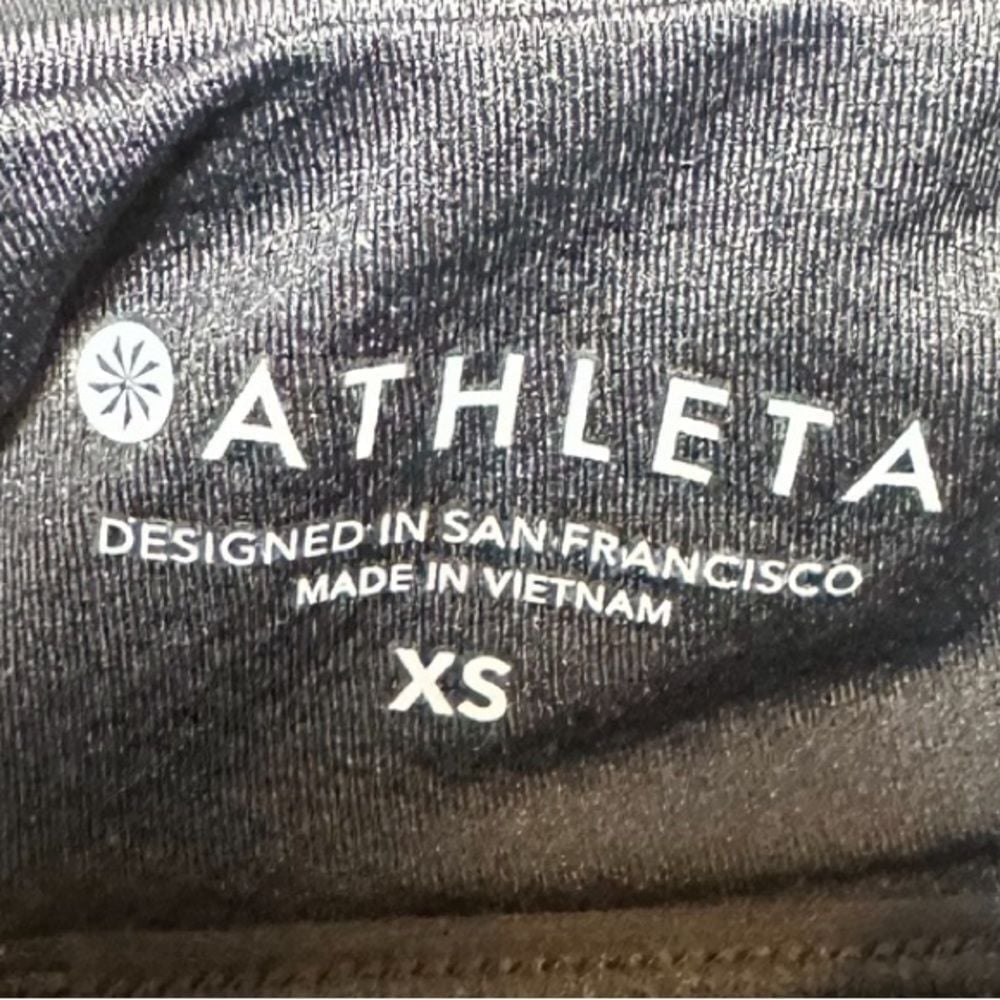 ATHLETA
DESIGNED IN SAN FRANCISCO
MADE IN VIETNAM
XS